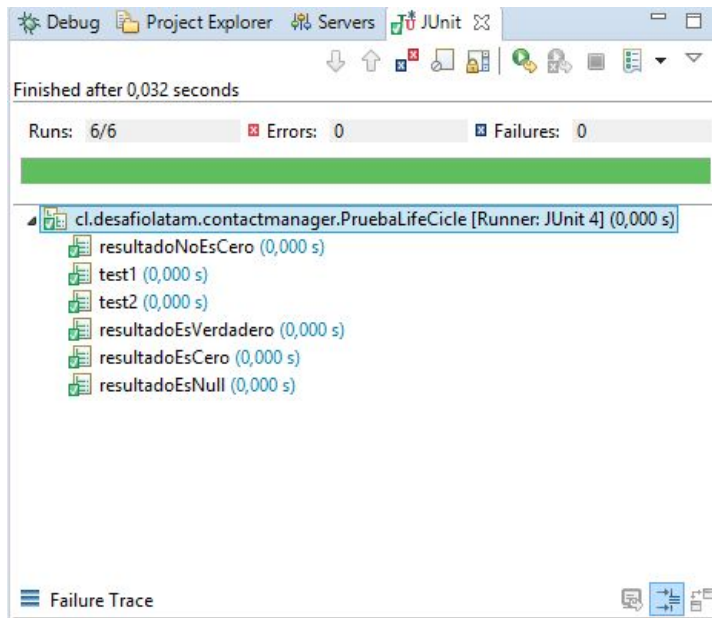 Debug Project Explorer Servers JUnit
Finished after 0,032 seconds
Runs: 6/6 Errors: 0 Failures: 0
cl.desafiolatam.contactmanager.PruebaLifeCicle [Runner: JUnit 4] (0,000 s)
resultadoNoEsCero (0,000 s)
test1 (0,000 s)
test2 (0,000 s)
resultadoEsVerdadero (0,000 s)
resultadoEsCero (0,000 s)
resultadoEsNull (0,000 s)
Failure Trace